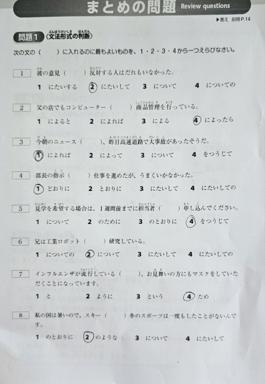 まとめの問題 Review questions
問題1 (文法形式の判断)
次の文の( )に入れるのに最もよいものを、1・2・3・4から一つえらびなさい。
1 彼の意見( )反対する人はだれもいなかった。
1 にたいする 2 にたいして 3 について 4 についての
2 父の店でもコンピューター( )商品管理を行っている。
1 によると 2 によれば 3 による 4 によったら
3 今朝のニュース( )、昨日高速道路で大事故があったそうだ。
1 によれば 2 によって 3 について 4 をつうじて
4 部長の指示( )仕事を進めたが、うまくいかなかった。
1 どおりに 2 とおりに 3 にたいして 4 にたいしての
5 見学を希望する場合は、1週間前までに担当者( )申し込んでください。
1 について 2 のために 3 のとおりに 4 をつうじて
6 兄は工業ロボット( )研究している。
1 についての 2 について 3 にたいして 4 にたいしての
7 インフルエンザが流行している( )、お見舞いの方にもマスクをしていた
だくことになっています。
1 と 2 ように 3 という 4 ため
8 私の国は暑いので、スキー( )冬のスポーツは一度もしたことがないんで
す。
1 のとおりに 2 のような 3 について 4 にたいして